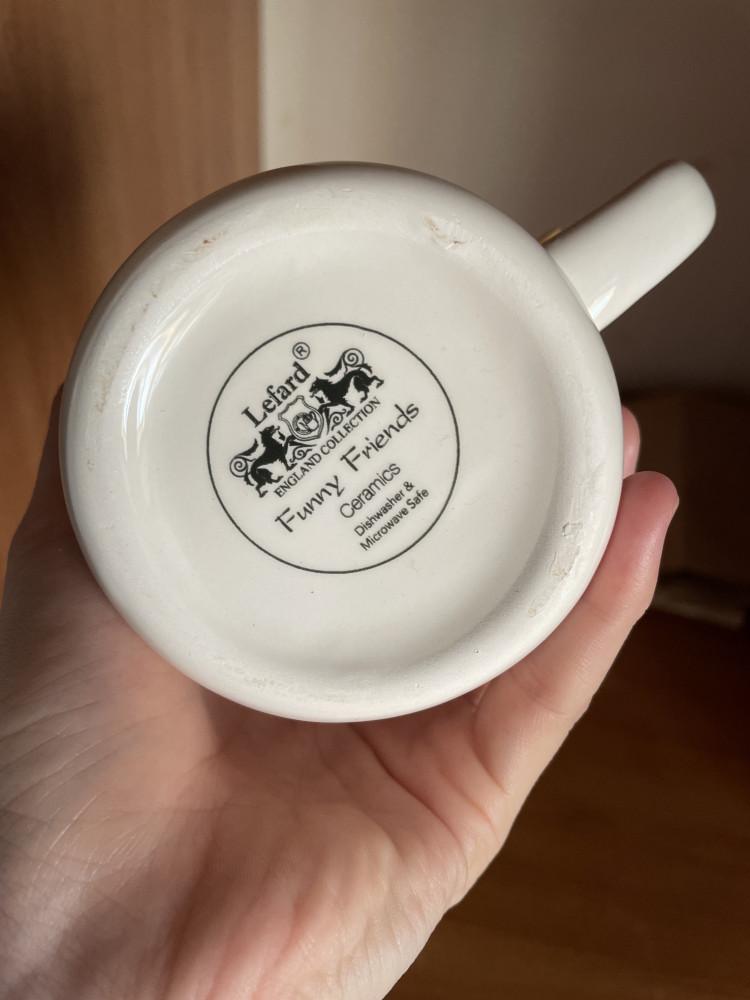 Lefard®
ENGLAND COLLECTION
Funny Friends
Ceramics
Dishwasher &
Microwave Safe